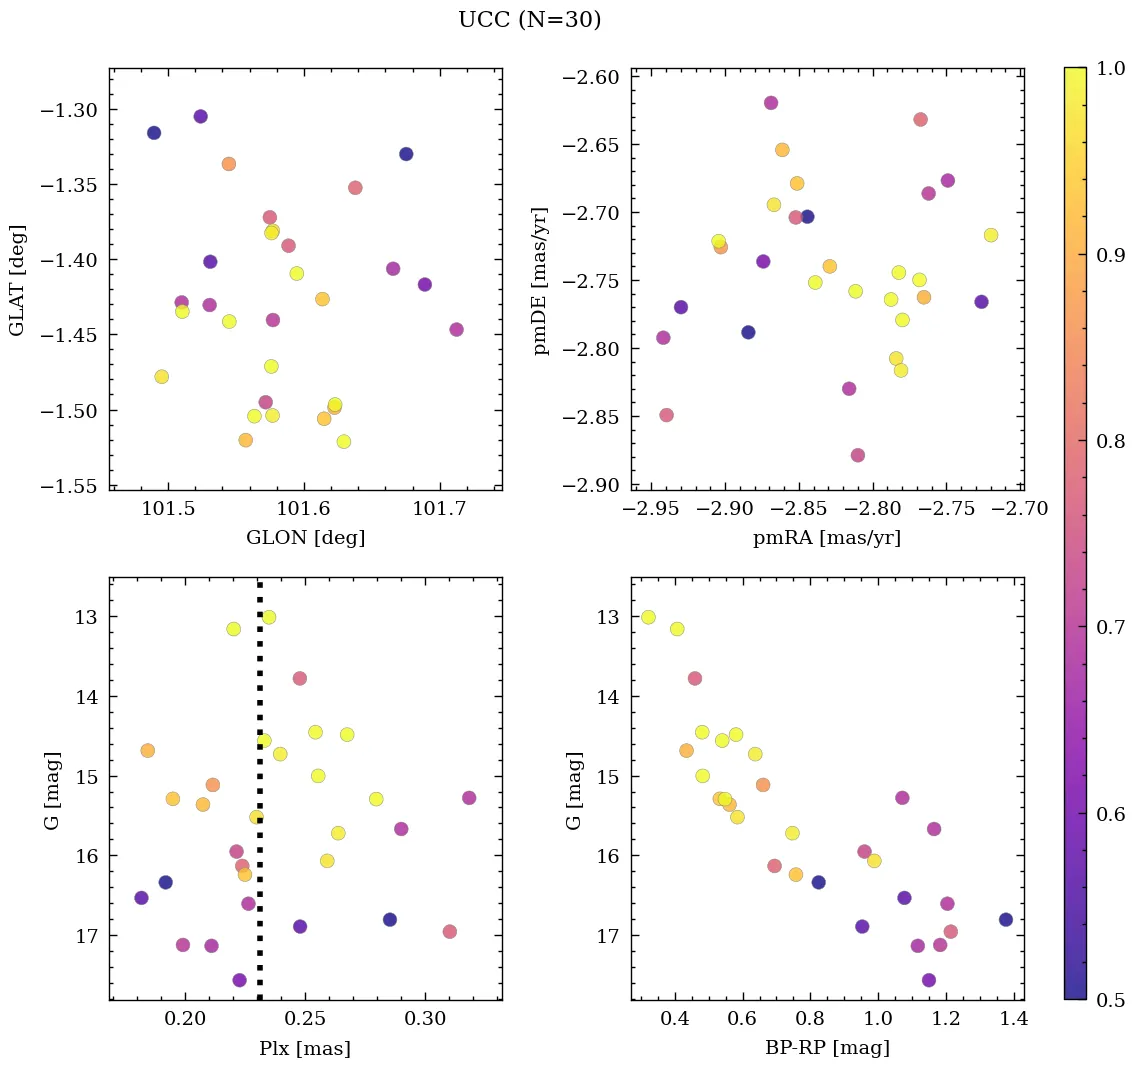 UCC (N=30)
−1.30
−1.35
−1.40
−1.45
−1.50
−1.55
GLAT [deg]
101.5 101.6 101.7
GLON [deg]
−2.60
−2.65
−2.70
−2.75
−2.80
−2.85
−2.90
pmDE [mas/yr]
−2.95 −2.90 −2.85 −2.80 −2.75 −2.70
pmRA [mas/yr]
13
14
15
16
17
G [mag]
0.20 0.25 0.30
Plx [mas]
13
14
15
16
17
G [mag]
0.4 0.6 0.8 1.0 1.2 1.4
BP-RP [mag]
1.0
0.9
0.8
0.7
0.6
0.5